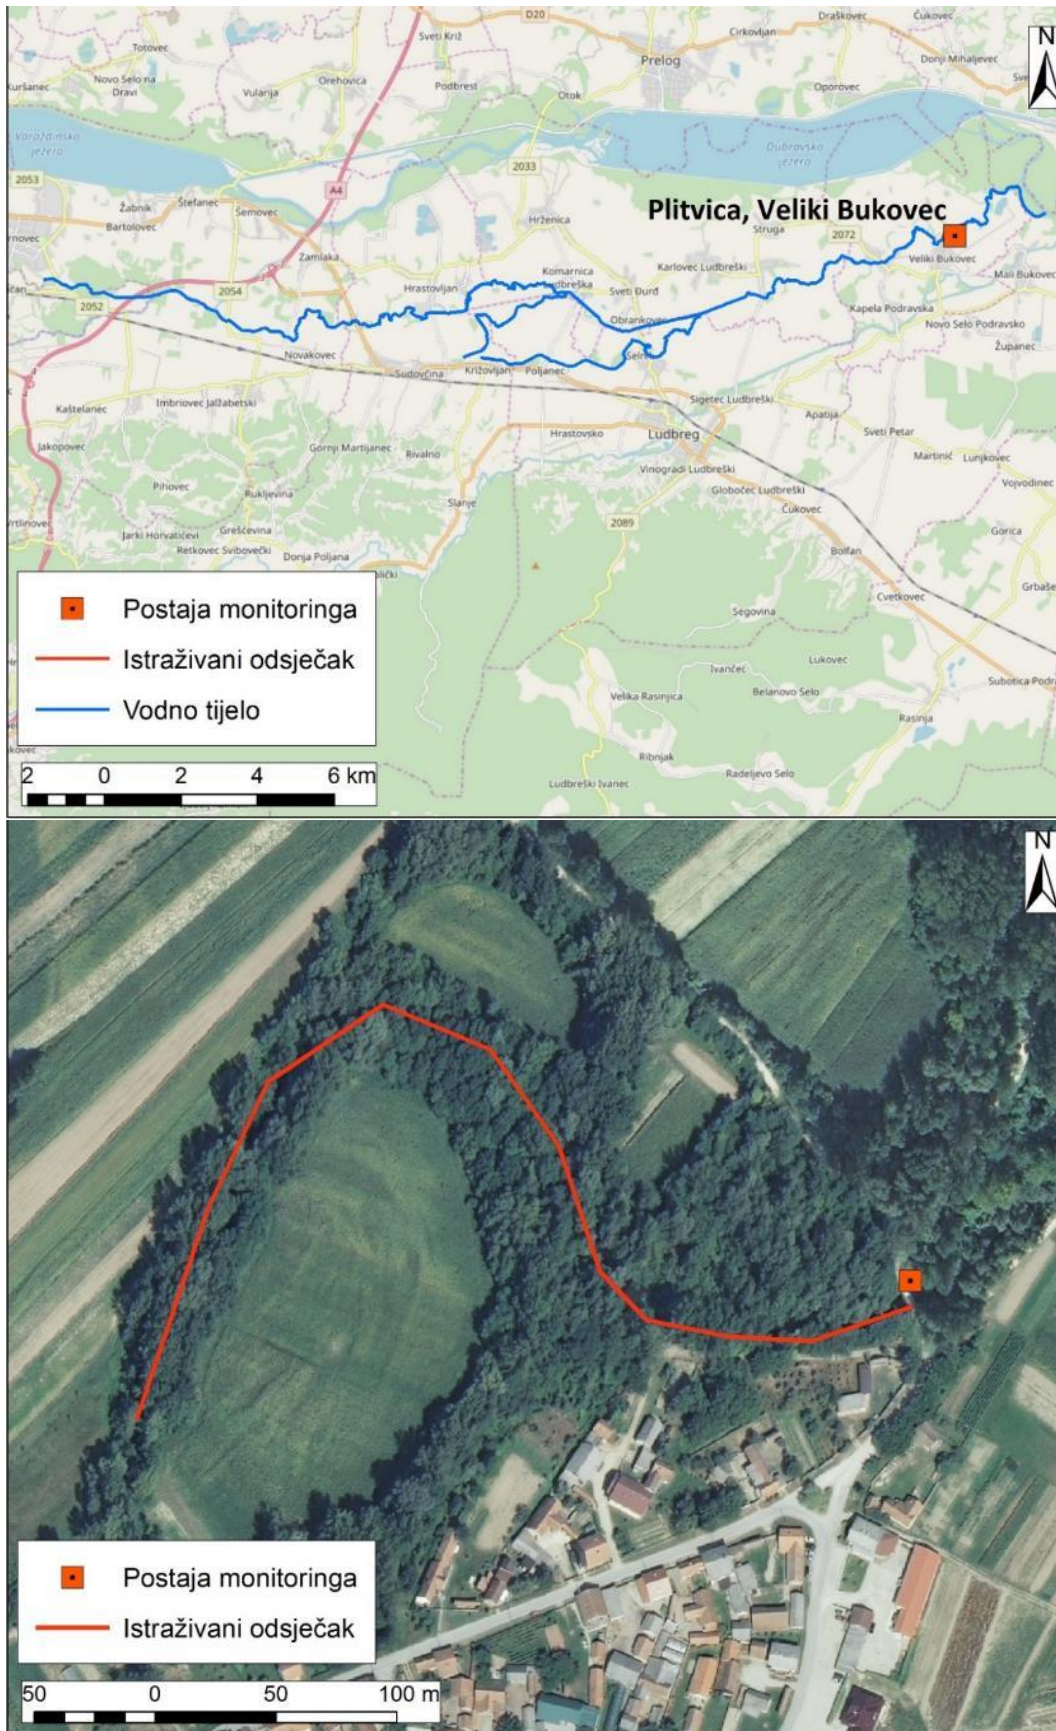 D20
Draškovec
Čukovec
Sveti Križ
Cirkovljan
N
Totovec
Prelog
Donji Mihaljevec
Kuršanec
Novo Selo na
Dravi
Orehovica
Podbrest
Vularija
Otok
Oporovec
Varaždinsko
jezero
Dubravsko
jezero
2053
A4
2033
Žabnik
Štefanec
Šemovec
Bartolovec
Hrženica
Plitvica, Veliki Bukovec
Struga
2072
Zamlaka
Komarnica
Ludbreška
Karlovec Ludbreški
Veliki Bukovec
Mali Bukovec
2054
Hrastovljan
Sveti Đurđ
2052
Obrankovec
Kapela Podravska
Novo Selo Podravsko
Novakovec
Selnik
Županec
Sudovčina
Križovljan
Poljanec
Kaštelanec
Imbriovec Jalžabetski
Sigetec Ludbreški
Apatija
Jakopovec
Gornji Martijanec
Rivalno
Hrastovsko
Ludbreg
Sveti Petar
Martinić
Lunjkovec
Vinogradi Ludbreški
Pihovec
Rukljevina
Slanje
Globočec Ludbreški
Vojvodinec
Čukovec
Jarki Horvatićevi
Greščevina
2089
Gorica
Retkovec Svibovečki
Donja Poljana
Bolfan
Cvetkovec
Segovina
Lukovec
Ivančec
Velika Rasinjica
Belanovo Selo
Rasinja
Ribnjak
Radeljevo Selo
Ludbreški Ivanec
Postaja monitoringa
Istraživani odsječak
Vodno tijelo
2 0 2 4 6 km
N
Postaja monitoringa
Istraživani odsječak
50 0 50 100 m